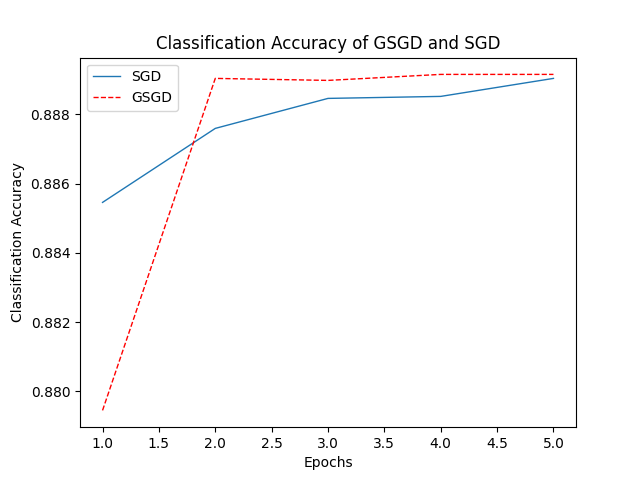 Classification Accuracy of GSGD and SGD
SGD
GSGD
Classification Accuracy
0.888
0.886
0.884
0.882
0.880
1.0 1.5 2.0 2.5 3.0 3.5 4.0 4.5 5.0
Epochs